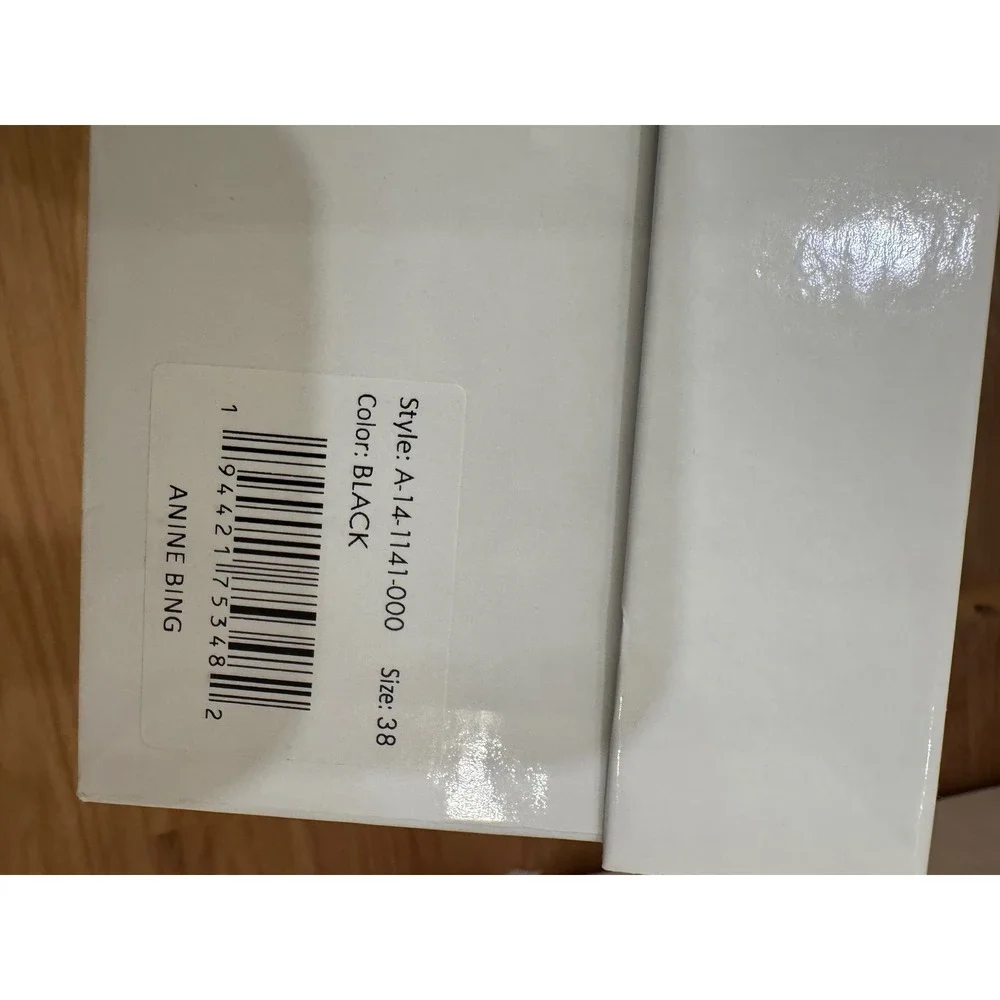 Style: A-14-1141-000 Size: 38
Color: BLACK
1 94421 75348 2
ANINE BING